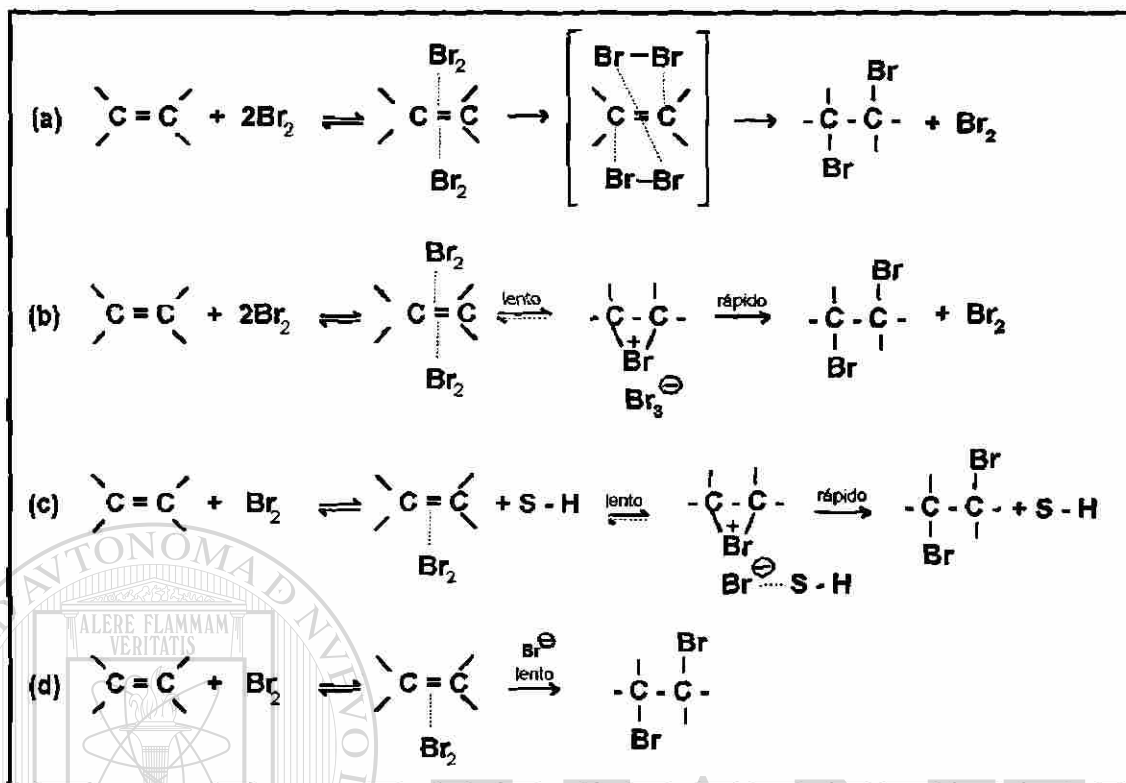 Br₂ Br - Br Br
(a) C = C + 2Br₂ ⇌ C = C → [ C = C ] → - C - C - + Br₂
Br₂ Br - Br Br
Br₂ Br
(b) C = C + 2Br₂ ⇌ C = C lento - C - C - rápido - C - C - + Br₂
Br₂ + Br Br
Br₃ ⊖
Br
(c) C = C + Br₂ ⇌ C = C + S - H lento - C - C - rápido - C - C - + S - H
Br₂ + Br Br
Br ⊖ S - H
Br ⊖ Br
(d) C = C + Br₂ ⇌ C = C lento → - C - C -
Br₂ Br
ALERE FLAMMAM
VERITATIS